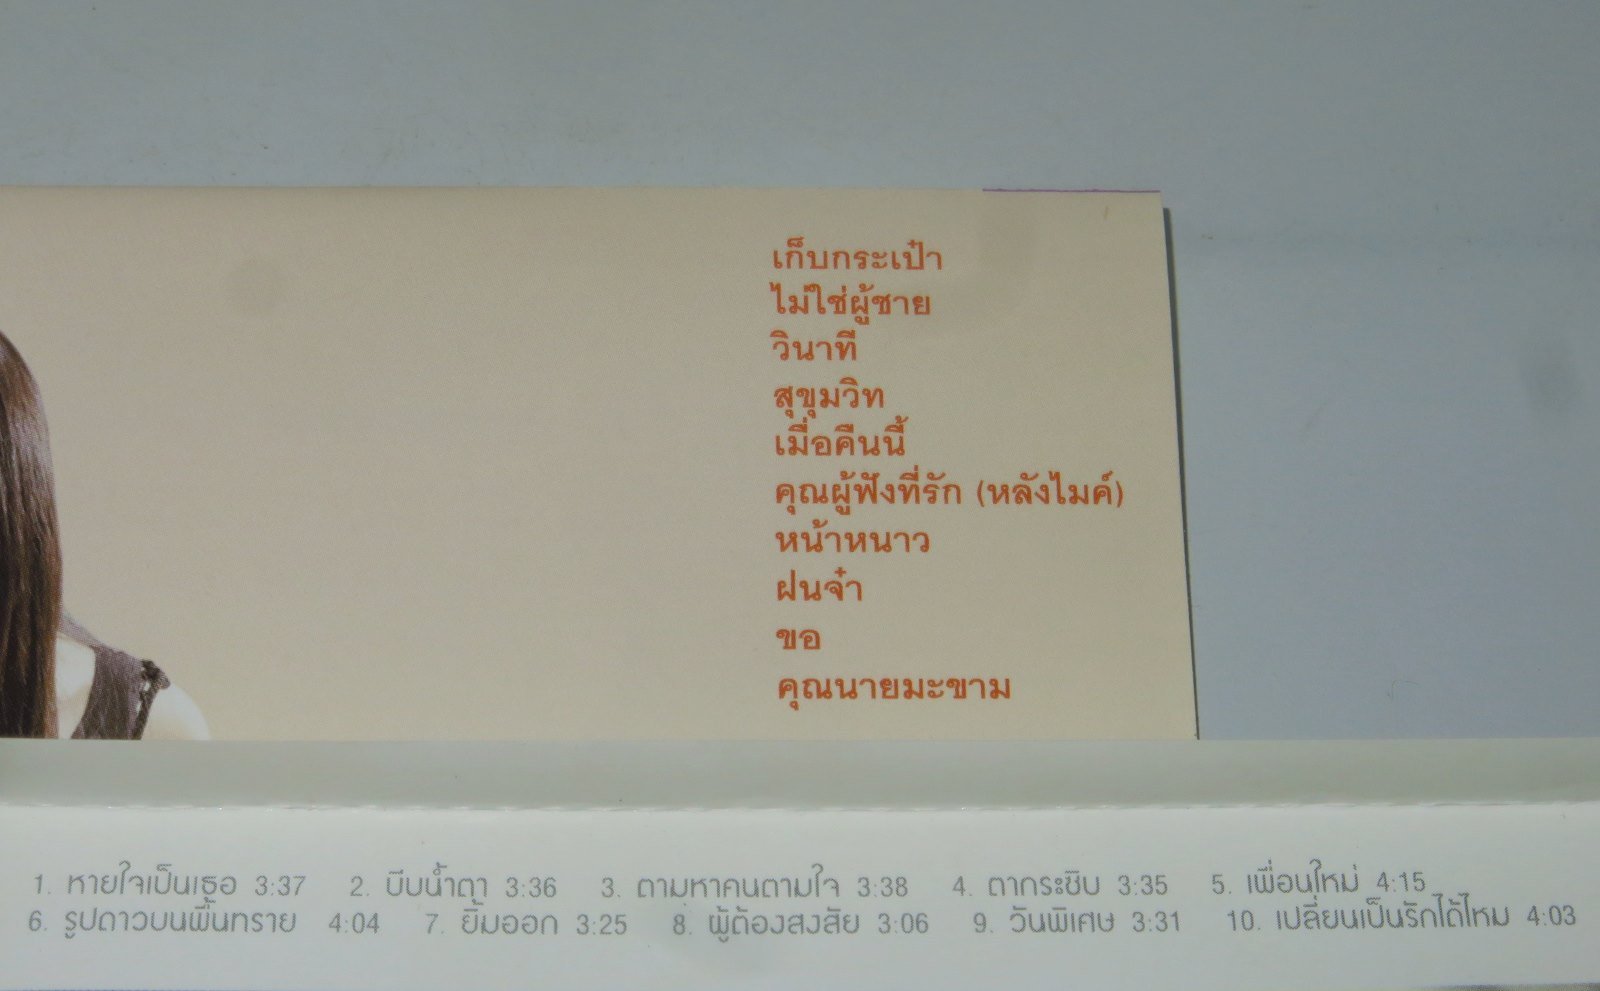 เก็บกระเป๋า
ไม่ใช่ผู้ชาย
วินาที
สุขุมวิท
เมื่อคืนนี้
คุณผู้ฟังที่รัก (หลังไมค์)
หน้าหนาว
ฝนจ๋า
ขอ
คุณนายมะขาม
1. หายใจเป็นเธอ 3:37 2. บีบน้ำตา 3:36 3. ตามหาคนตามใจ 3:38 4. ตากระซิบ 3:35 5. เพื่อนใหม่ 4:15
6. รูปดาวบนพื้นทราย 4:04 7. ยิ้มออก 3:25 8. ผู้ต้องสงสัย 3:06 9. วันพิเศษ 3:31 10. เปลี่ยนเป็นรักได้ไหม 4:03